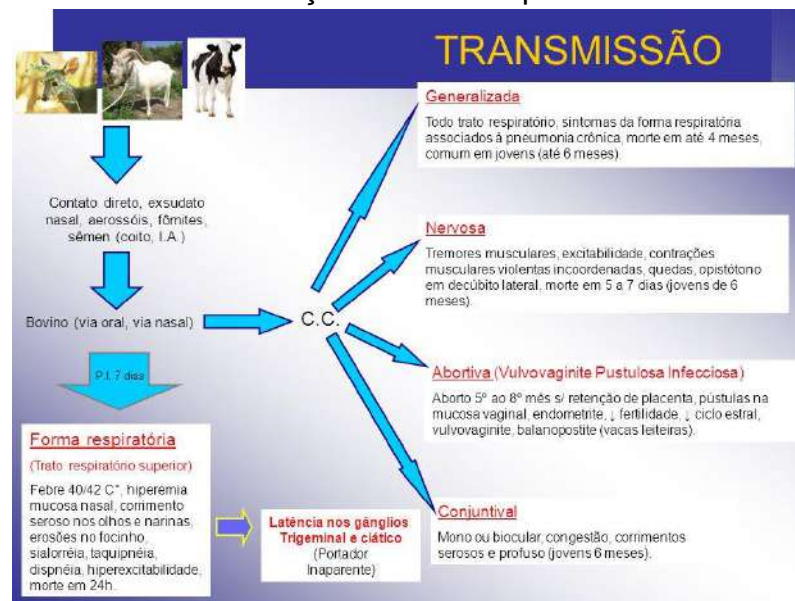 TRANSMISSÃO
Contato direto, exsudato
nasal, aerossóis, fômites,
sêmen (coito, I.A.)
Bovino (via oral, via nasal)
C.C.
P.I. 7 dias
Forma respiratória
(Trato respiratório superior)
Febre 40/42 C°, hiperemia
mucosa nasal, corrimento
seroso nos olhos e narinas,
erosões no focinho,
sialorréia, taquipnéia,
dispnéia, hiperexcitabilidade,
morte em 24h.
Latência nos gânglios
Trigeminal e ciático
(Portador
Inaparente)
Generalizada
Todo trato respiratório, sintomas da forma respiratória
associados à pneumonia crônica, morte em até 4 meses,
comum em jovens (até 6 meses).
Nervosa
Tremores musculares, excitabilidade, contrações
musculares violentas incoordenadas, quedas, opistótono
em decúbito lateral, morte em 5 a 7 dias (jovens de 6
meses).
Abortiva (Vulvovaginite Pustulosa Infecciosa)
Aborto 5º ao 8º mês s/ retenção de placenta, pústulas na
mucosa vaginal, endometrite, ↓ fertilidade, ↓ ciclo estral,
vulvovaginite, balanopostite (vacas leiteiras).
Conjuntival
Mono ou biocular, congestão, corrimentos
serosos e profuso (jovens 6 meses).